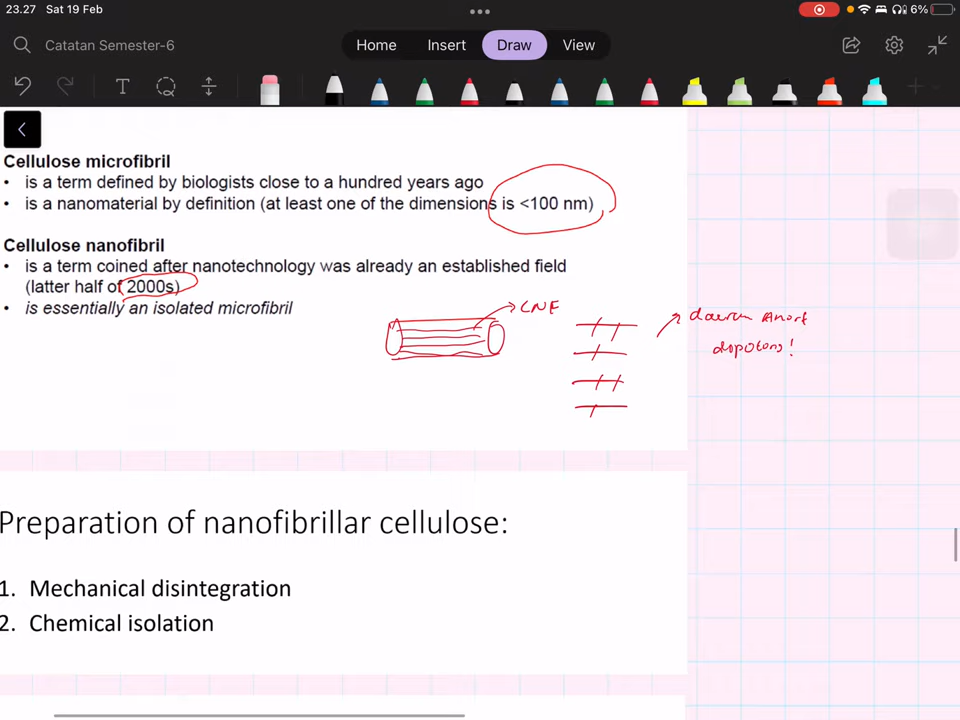 23.27 Sat 19 Feb
6%
Catatan Semester-6
Home Insert Draw View
Cellulose microfibril
• is a term defined by biologists close to a hundred years ago
• is a nanomaterial by definition (at least one of the dimensions is <100 nm)
Cellulose nanofibril
• is a term coined after nanotechnology was already an established field
(latter half of 2000s)
• is essentially an isolated microfibril
CNF
daerah Amorf
dipotong!
Preparation of nanofibrillar cellulose:
1. Mechanical disintegration
2. Chemical isolation